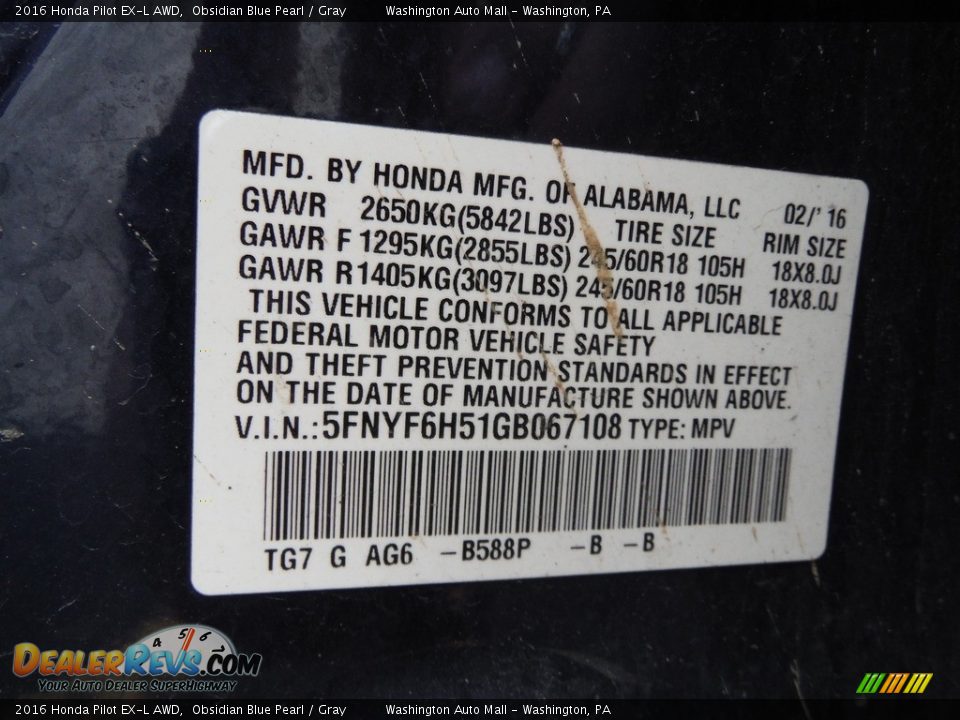 2016 Honda Pilot EX-L AWD, Obsidian Blue Pearl / Gray Washington Auto Mall - Washington, PA
MFD. BY HONDA MFG. OF ALABAMA, LLC 02/'16
GVWR 2650KG(5842LBS) TIRE SIZE RIM SIZE
GAWR F 1295KG(2855LBS) 245/60R18 105H 18X8.0J
GAWR R 1405KG(3097LBS) 245/60R18 105H 18X8.0J
THIS VEHICLE CONFORMS TO ALL APPLICABLE
FEDERAL MOTOR VEHICLE SAFETY
AND THEFT PREVENTION STANDARDS IN EFFECT
ON THE DATE OF MANUFACTURE SHOWN ABOVE.
V.I.N.: 5FNYF6H51GB067108 TYPE: MPV
TG7 G AG6 -B588P -B -B
4 5 6
DealerRevs.com
Your Auto Dealer SuperHighway
2016 Honda Pilot EX-L AWD, Obsidian Blue Pearl / Gray Washington Auto Mall - Washington, PA